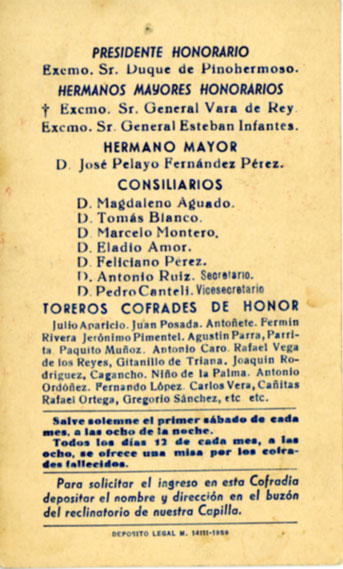 PRESIDENTE HONORARIO
Excmo. Sr. Duque de Pinohermoso.
HERMANOS MAYORES HONORARIOS
† Excmo. Sr. General Vara de Rey.
Excmo. Sr. General Esteban Infantes.
HERMANO MAYOR
D. José Pelayo Fernández Pérez.
CONSILIARIOS
D. Magdaleno Aguado.
D. Tomás Blanco.
D. Marcelo Montero.
D. Eladio Amor.
D. Feliciano Pérez.
D. Antonio Ruiz. Secretario.
D. Pedro Canteli. Vicesecretario
TOREROS COFRADES DE HONOR
Julio Aparicio. Juan Posada. Antoñete. Fermín
Rivera Jerónimo Pimentel. Agustin Parra, Parri-
ta. Paquito Muñoz. Antonio Caro. Rafael Vega
de los Reyes, Gitanillo de Triana, Joaquín Ro-
dríguez, Cagancho. Niño de la Palma. Antonio
Ordóñez. Fernando López. Carlos Vera, Cañitas
Rafael Ortega, Gregorio Sánchez, etc etc.
Salve solemne el primer sábado de cada
mes, a las ocho de la noche.
Todos los días 12 de cada mes, a las
ocho, se ofrece una misa por los cofra-
des fallecidos.
Para solicitar el ingreso en esta Cofradía
depositar el nombre y dirección en el buzón
del reclinatorio de nuestra Capilla.
DEPOSITO LEGAL M.